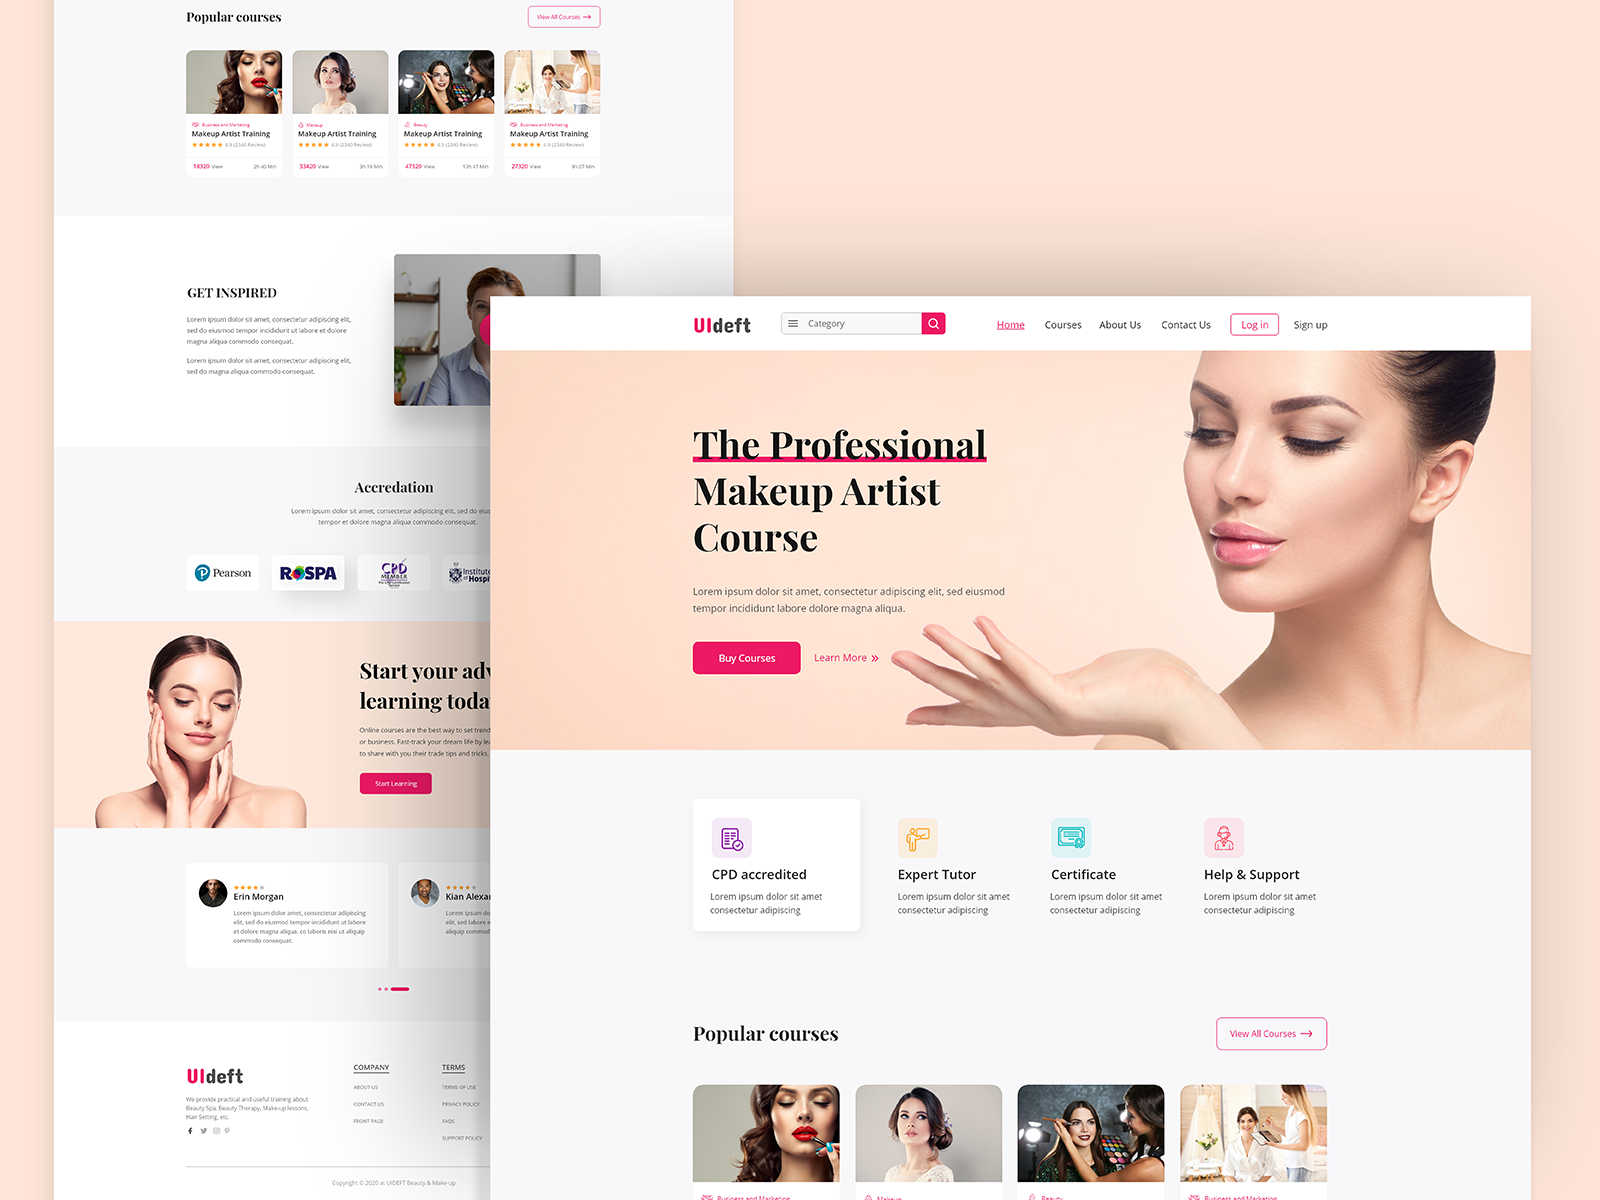 Popular courses
View All Courses
Business and Marketing
Makeup Artist Training
4.9 (2340 Review)
18320 View
2h 40 Min
Makeup
Makeup Artist Training
4.9 (2340 Review)
33420 View
3h 19 Min
Beauty
Makeup Artist Training
4.9 (2340 Review)
47320 View
13h 47 Min
Business and Marketing
Makeup Artist Training
4.9 (2340 Review)
27320 View
9h 07 Min
GET INSPIRED
Lorem ipsum dolor sit amet, consectetur adipiscing elit,
sed do eiusmod tempor incididunt ut labore et dolore
magna aliqua commodo consequat.
Lorem ipsum dolor sit amet, consectetur adipiscing elit,
sed do magna aliqua commodo consequat.
Accredation
Lorem ipsum dolor sit amet, consectetur adipiscing elit, sed do
tempor et dolore magna aliqua commodo consequat.
Pearson
ROSPA
CPD
MEMBER
The CPD Certification
Service
Institute
of Hospi
Start your adv
learning toda
Online courses are the best way to set trend
or business. Fast-track your dream life by le
to share with you their trade tips and tricks.
Start Learning
Erin Morgan
Lorem ipsum dolor amet, consectetur adipiscing
elit, sed do eiusmod tempor incididunt ut labore
et dolore magna aliqua. co laboris nisi ut aliquip
commodo consequat.
Kian Alexa
Lorem ipsum do
elit, sed labore e
aliquip commod
UIdeft
We provide practical and useful training about
Beauty Spa, Beauty Therapy, Make-up lessons,
Hair Setting, etc.
COMPANY
ABOUT US
CONTACT US
FRONT PAGE
TERMS
TERMS OF USE
PRIVACY POLICY
FAQS
SUPPORT POLICY
Copyright © 2020 at UIDEFT Beauty & Make-up
UIdeft
Category
Home
Courses
About Us
Contact Us
Log in
Sign up
The Professional
Makeup Artist
Course
Lorem ipsum dolor sit amet, consectetur adipiscing elit, sed eiusmod
tempor incididunt labore dolore magna aliqua.
Buy Courses
Learn More »
CPD accredited
Lorem ipsum dolor sit amet
consectetur adipiscing
Expert Tutor
Lorem ipsum dolor sit amet
consectetur adipiscing
Certificate
Lorem ipsum dolor sit amet
consectetur adipiscing
Help & Support
Lorem ipsum dolor sit amet
consectetur adipiscing
Popular courses
View All Courses
Business and Marketing
Makeup
Beauty
Business and Marketing